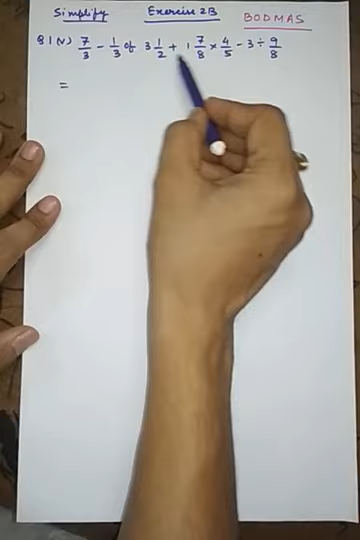 Simplify Exercise 2B BODMAS
Q1(v) 7/3 - 1/3 of 3 1/2 + 1 7/8 × 4/5 - 3 ÷ 9/8
=